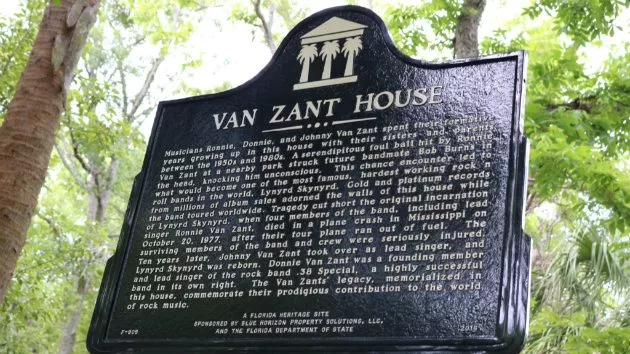 VAN ZANT HOUSE
Musicians Ronnie, Donnie, and Johnny Van Zant spent their formative
years growing up in this house with their sisters and parents
between the 1950s and 1980s. A serendipitous foul ball hit by Ronnie
Van Zant at a nearby park struck future bandmate Bob Burns in
the head, knocking him unconscious. This chance encounter led to
what would become one of the most famous, hardest working rock n
roll bands in the world, Lynyrd Skynyrd. Gold and platinum records
from millions of album sales adorned the walls of this house while
the band toured worldwide. Tragedy cut short the original incarnation
of Lynyrd Skynyrd, when four members of the band, including lead
singer Ronnie Van Zant, died in a plane crash in Mississippi on
October 20, 1977, after their tour plane ran out of fuel. The
surviving members of the band and crew were seriously injured.
Ten years later, Johnny Van Zant took over as lead singer, and
Lynyrd Skynyrd was reborn. Donnie Van Zant was a founding member
and lead singer of the rock band .38 Special, a highly successful
band in its own right. The Van Zants' legacy, memorialized in
this house, commemorate their prodigious contribution to the world
of rock music.
A FLORIDA HERITAGE SITE
SPONSORED BY BLUE HORIZON PROPERTY SOLUTIONS, LLC,
F-909 AND THE FLORIDA DEPARTMENT OF STATE 2016